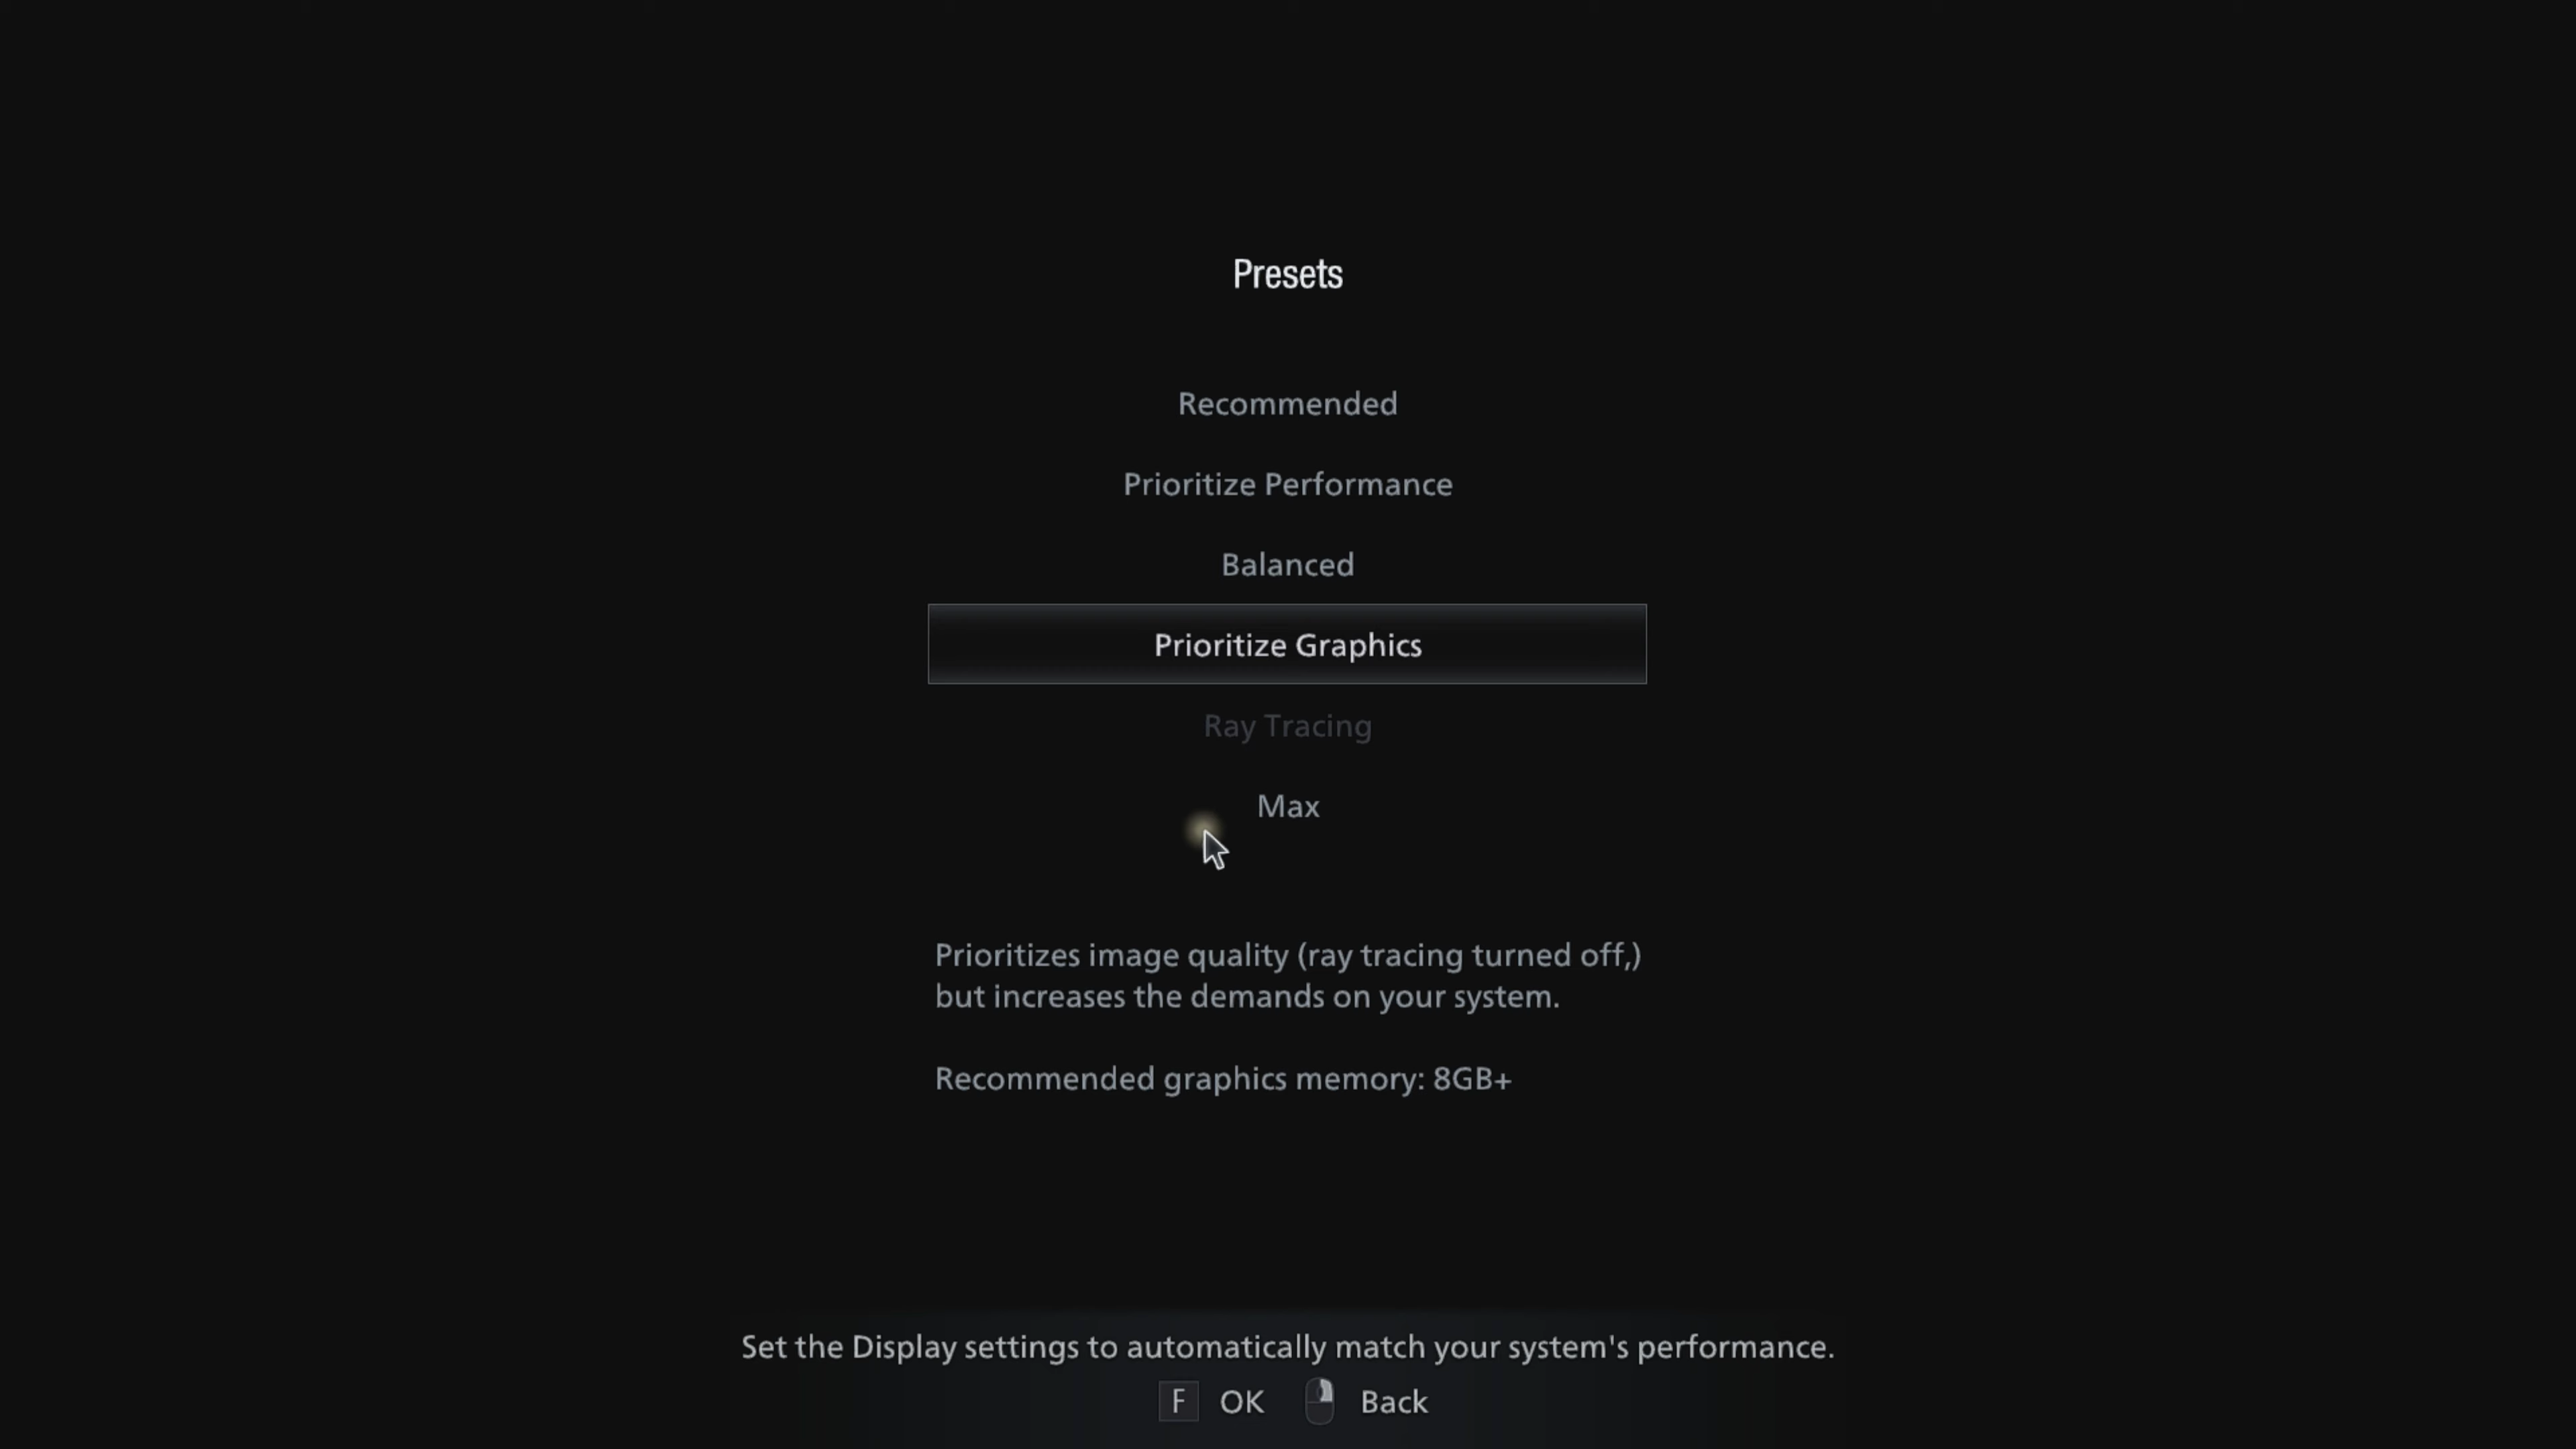 Presets
Recommended
Prioritize Performance
Balanced
Prioritize Graphics
Ray Tracing
Max
Prioritizes image quality (ray tracing turned off,)
but increases the demands on your system.
Recommended graphics memory: 8GB+
Set the Display settings to automatically match your system's performance.
F OK Back